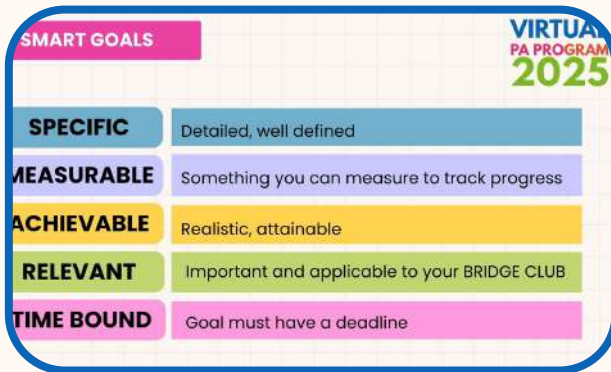 SMART GOALS
VIRTUAL
PA PROGRAM
2025
SPECIFIC
Detailed, well defined
MEASURABLE
Something you can measure to track progress
ACHIEVABLE
Realistic, attainable
RELEVANT
Important and applicable to your BRIDGE CLUB
TIME BOUND
Goal must have a deadline